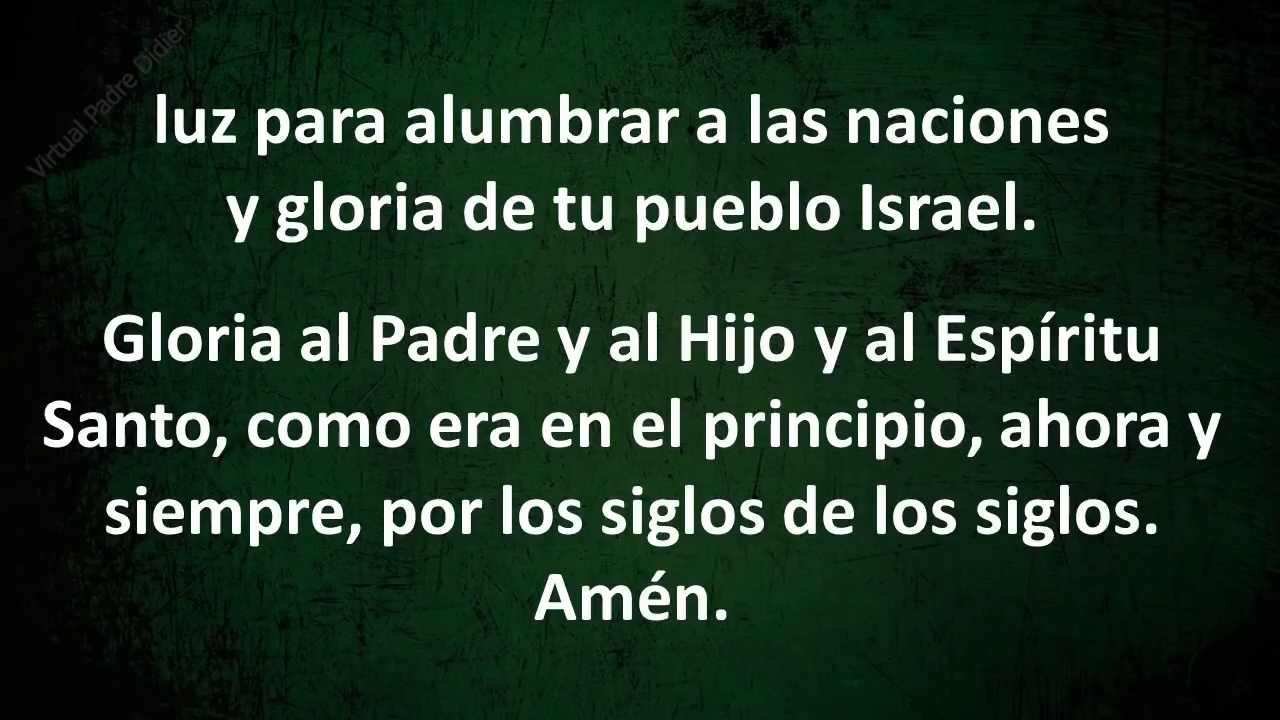 Virtual Padre Didier
luz para alumbrar a las naciones
y gloria de tu pueblo Israel.
Gloria al Padre y al Hijo y al Espíritu
Santo, como era en el principio, ahora y
siempre, por los siglos de los siglos.
Amén.